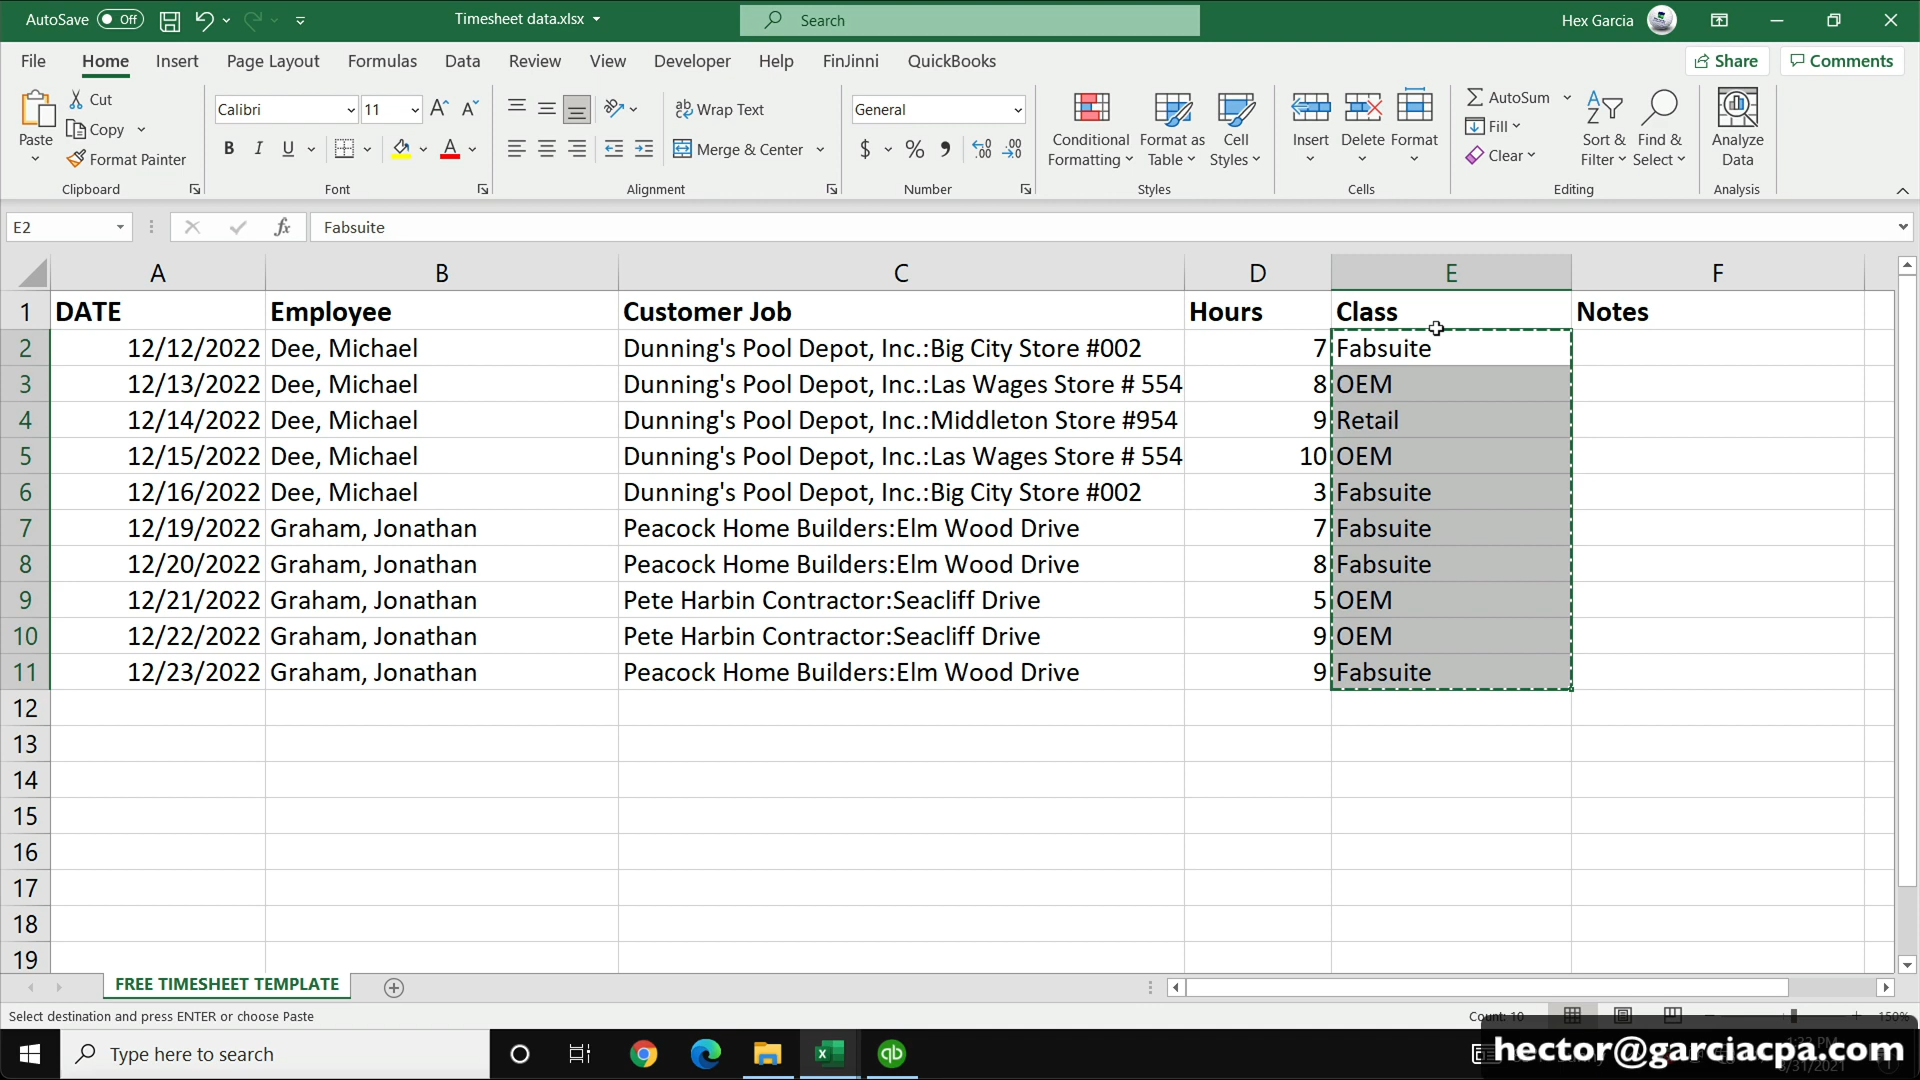 AutoSave Off Timesheet data.xlsx Search Hex Garcia
File Home Insert Page Layout Formulas Data Review View Developer Help FinJinni QuickBooks Share Comments
Paste Cut Copy Format Painter Clipboard
Calibri 11 B I U A Font
Wrap Text Merge & Center Alignment
General $ % Number
Conditional Formatting Format as Table Cell Styles Styles
Insert Delete Format Cells
AutoSum Fill Clear Sort & Filter Find & Select Editing
Analyze Data Analysis
E2 fx Fabsuite
A B C D E F
1 DATE Employee Customer Job Hours Class Notes
2 12/12/2022 Dee, Michael Dunning's Pool Depot, Inc.:Big City Store #002 7 Fabsuite
3 12/13/2022 Dee, Michael Dunning's Pool Depot, Inc.:Las Wages Store # 554 8 OEM
4 12/14/2022 Dee, Michael Dunning's Pool Depot, Inc.:Middleton Store #954 9 Retail
5 12/15/2022 Dee, Michael Dunning's Pool Depot, Inc.:Las Wages Store # 554 10 OEM
6 12/16/2022 Dee, Michael Dunning's Pool Depot, Inc.:Big City Store #002 3 Fabsuite
7 12/19/2022 Graham, Jonathan Peacock Home Builders:Elm Wood Drive 7 Fabsuite
8 12/20/2022 Graham, Jonathan Peacock Home Builders:Elm Wood Drive 8 Fabsuite
9 12/21/2022 Graham, Jonathan Pete Harbin Contractor:Seacliff Drive 5 OEM
10 12/22/2022 Graham, Jonathan Pete Harbin Contractor:Seacliff Drive 9 OEM
11 12/23/2022 Graham, Jonathan Peacock Home Builders:Elm Wood Drive 9 Fabsuite
12
13
14
15
16
17
18
19
FREE TIMESHEET TEMPLATE
Select destination and press ENTER or choose Paste Count: 10 150%
Type here to search qb hector@garciacpa.com